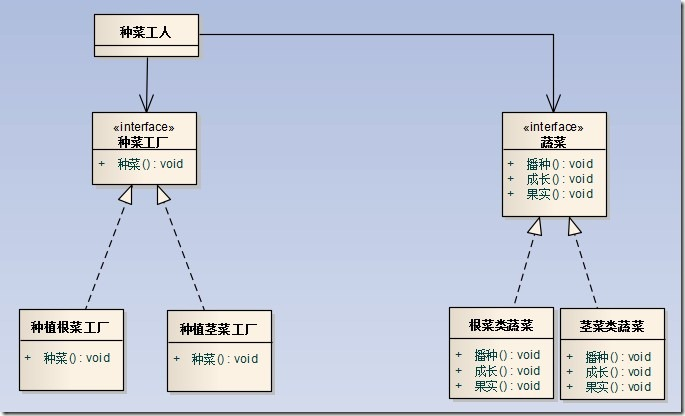 种菜工人
«interface»
种菜工厂
+ 种菜() : void
«interface»
蔬菜
+ 播种() : void
+ 成长() : void
+ 果实() : void
种植根菜工厂
+ 种菜() : void
种植茎菜工厂
+ 种菜() : void
根菜类蔬菜
+ 播种() : void
+ 成长() : void
+ 果实() : void
茎菜类蔬菜
+ 播种() : void
+ 成长() : void
+ 果实() : void